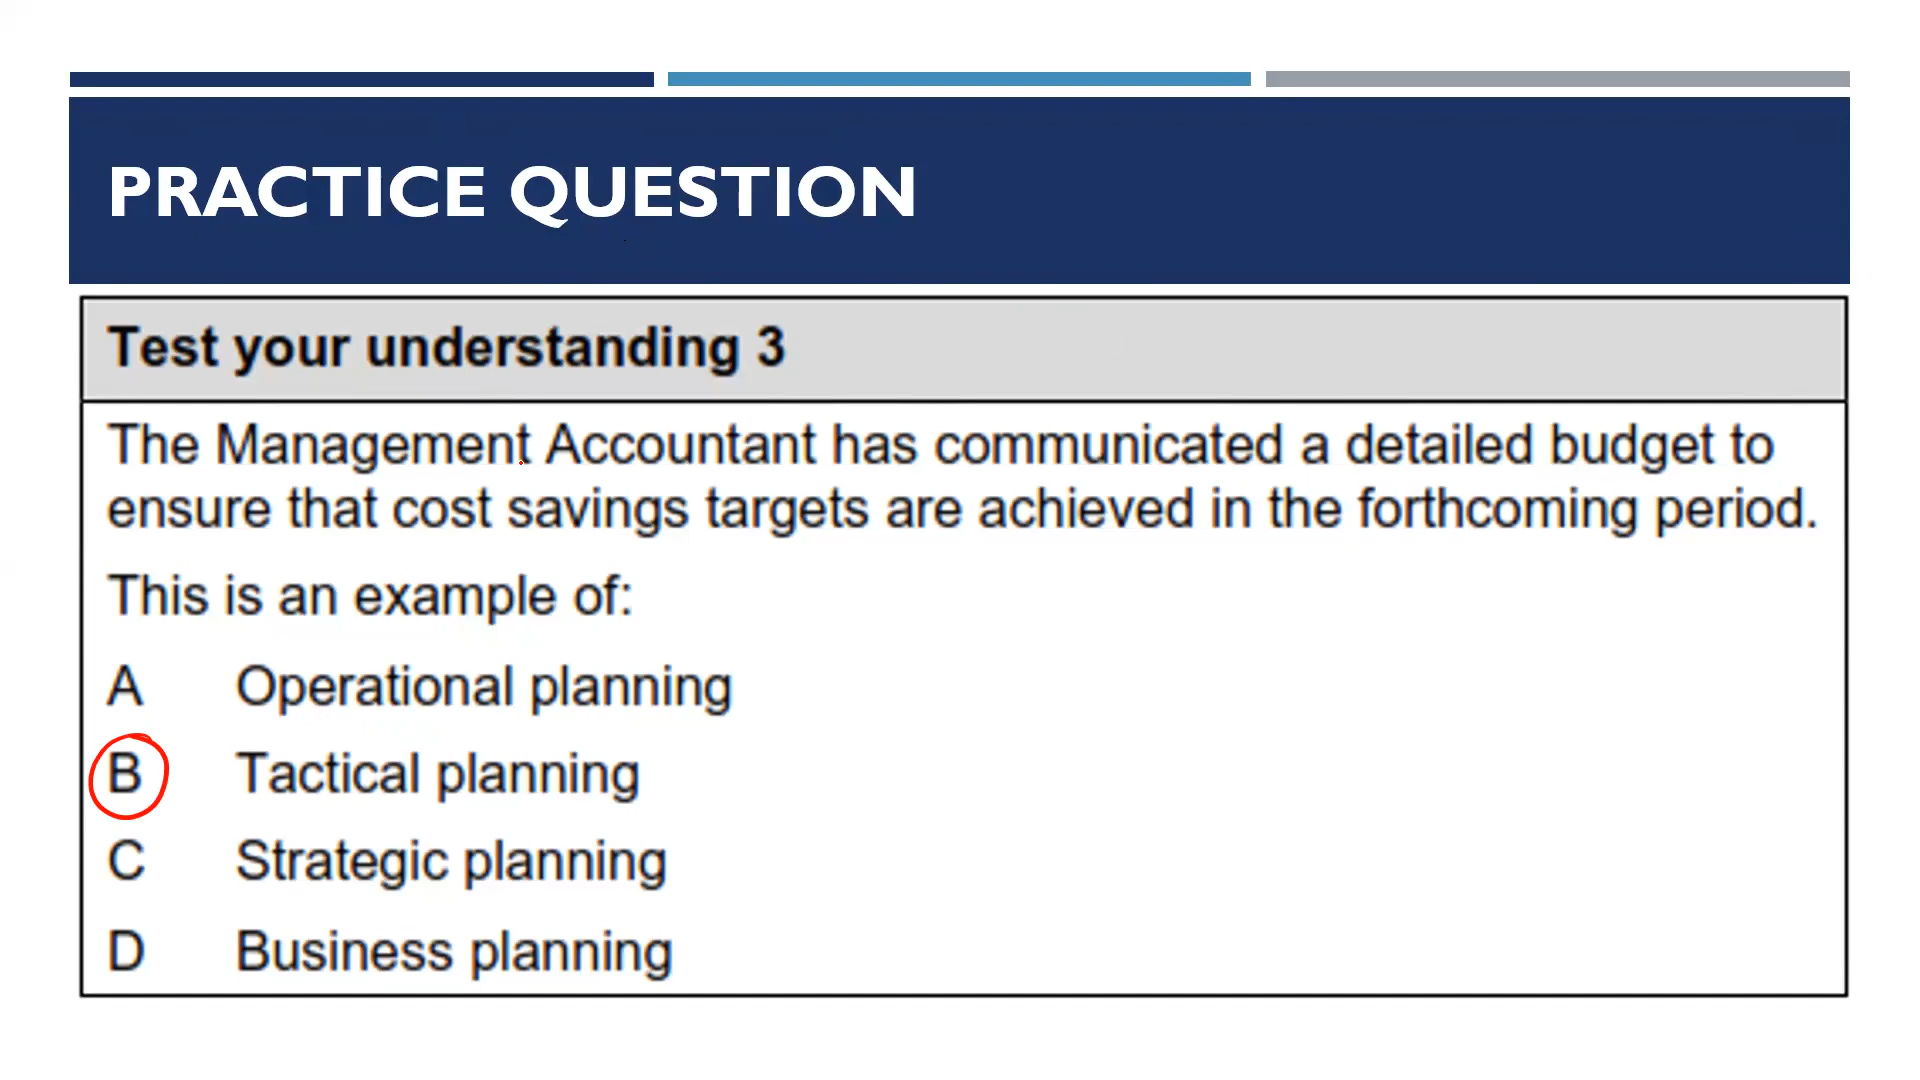 PRACTICE QUESTION
Test your understanding 3
The Management Accountant has communicated a detailed budget to
ensure that cost savings targets are achieved in the forthcoming period.
This is an example of:
A Operational planning
B Tactical planning
C Strategic planning
D Business planning